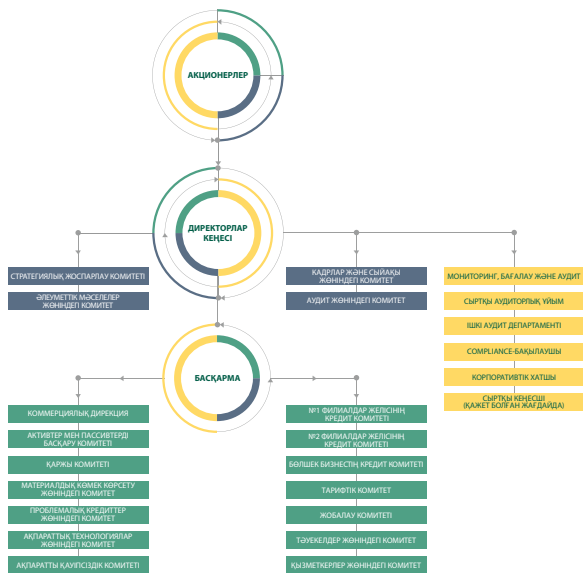 АКЦИОНЕРЛЕР
ДИРЕКТОРЛАР
КЕҢЕСІ
СТРАТЕГИЯЛЫҚ ЖОСПАРЛАУ КОМИТЕТІ
ӘЛЕУМЕТТІК МӘСЕЛЕЛЕР
ЖӨНІНДЕГІ КОМИТЕТ
КАДРЛАР ЖӘНЕ СЫЙАҚЫ
ЖӨНІНДЕГІ КОМИТЕТ
АУДИТ ЖӨНІНДЕГІ КОМИТЕТ
МОНИТОРИНГ, БАҒАЛАУ ЖӘНЕ АУДИТ
СЫРТҚЫ АУДИТОРЛЫҚ ҰЙЫМ
ІШКІ АУДИТ ДЕПАРТАМЕНТІ
COMPLIANCE-БАҚЫЛАУШЫ
КОРПОРАТИВТІК ХАТШЫ
СЫРТҚЫ КЕҢЕСШІ
(ҚАЖЕТ БОЛҒАН ЖАҒДАЙДА)
БАСҚАРМА
КОММЕРЦИЯЛЫҚ ДИРЕКЦИЯ
АКТИВТЕР МЕН ПАССИВТЕРДІ
БАСҚАРУ КОМИТЕТІ
ҚАРЖЫ КОМИТЕТІ
МАТЕРИАЛДЫҚ КӨМЕК КӨРСЕТУ
ЖӨНІНДЕГІ КОМИТЕТ
ПРОБЛЕМАЛЫҚ КРЕДИТТЕР
ЖӨНІНДЕГІ КОМИТЕТ
АҚПАРАТТЫҚ ТЕХНОЛОГИЯЛАР
ЖӨНІНДЕГІ КОМИТЕТ
АҚПАРАТТЫ ҚАУІПСІЗДІК КОМИТЕТІ
№1 ФИЛИАЛДАР ЖЕЛІСІНІҢ
КРЕДИТ КОМИТЕТІ
№2 ФИЛИАЛДАР ЖЕЛІСІНІҢ
КРЕДИТ КОМИТЕТІ
БӨЛШЕК БИЗНЕСТІҢ КРЕДИТ КОМИТЕТІ
ТАРИФТІК КОМИТЕТ
ЖОБАЛАУ КОМИТЕТІ
ТӘУЕКЕЛДЕР ЖӨНІНДЕГІ КОМИТЕТ
ҚЫЗМЕТКЕРЛЕР ЖӨНІНДЕГІ КОМИТЕТ